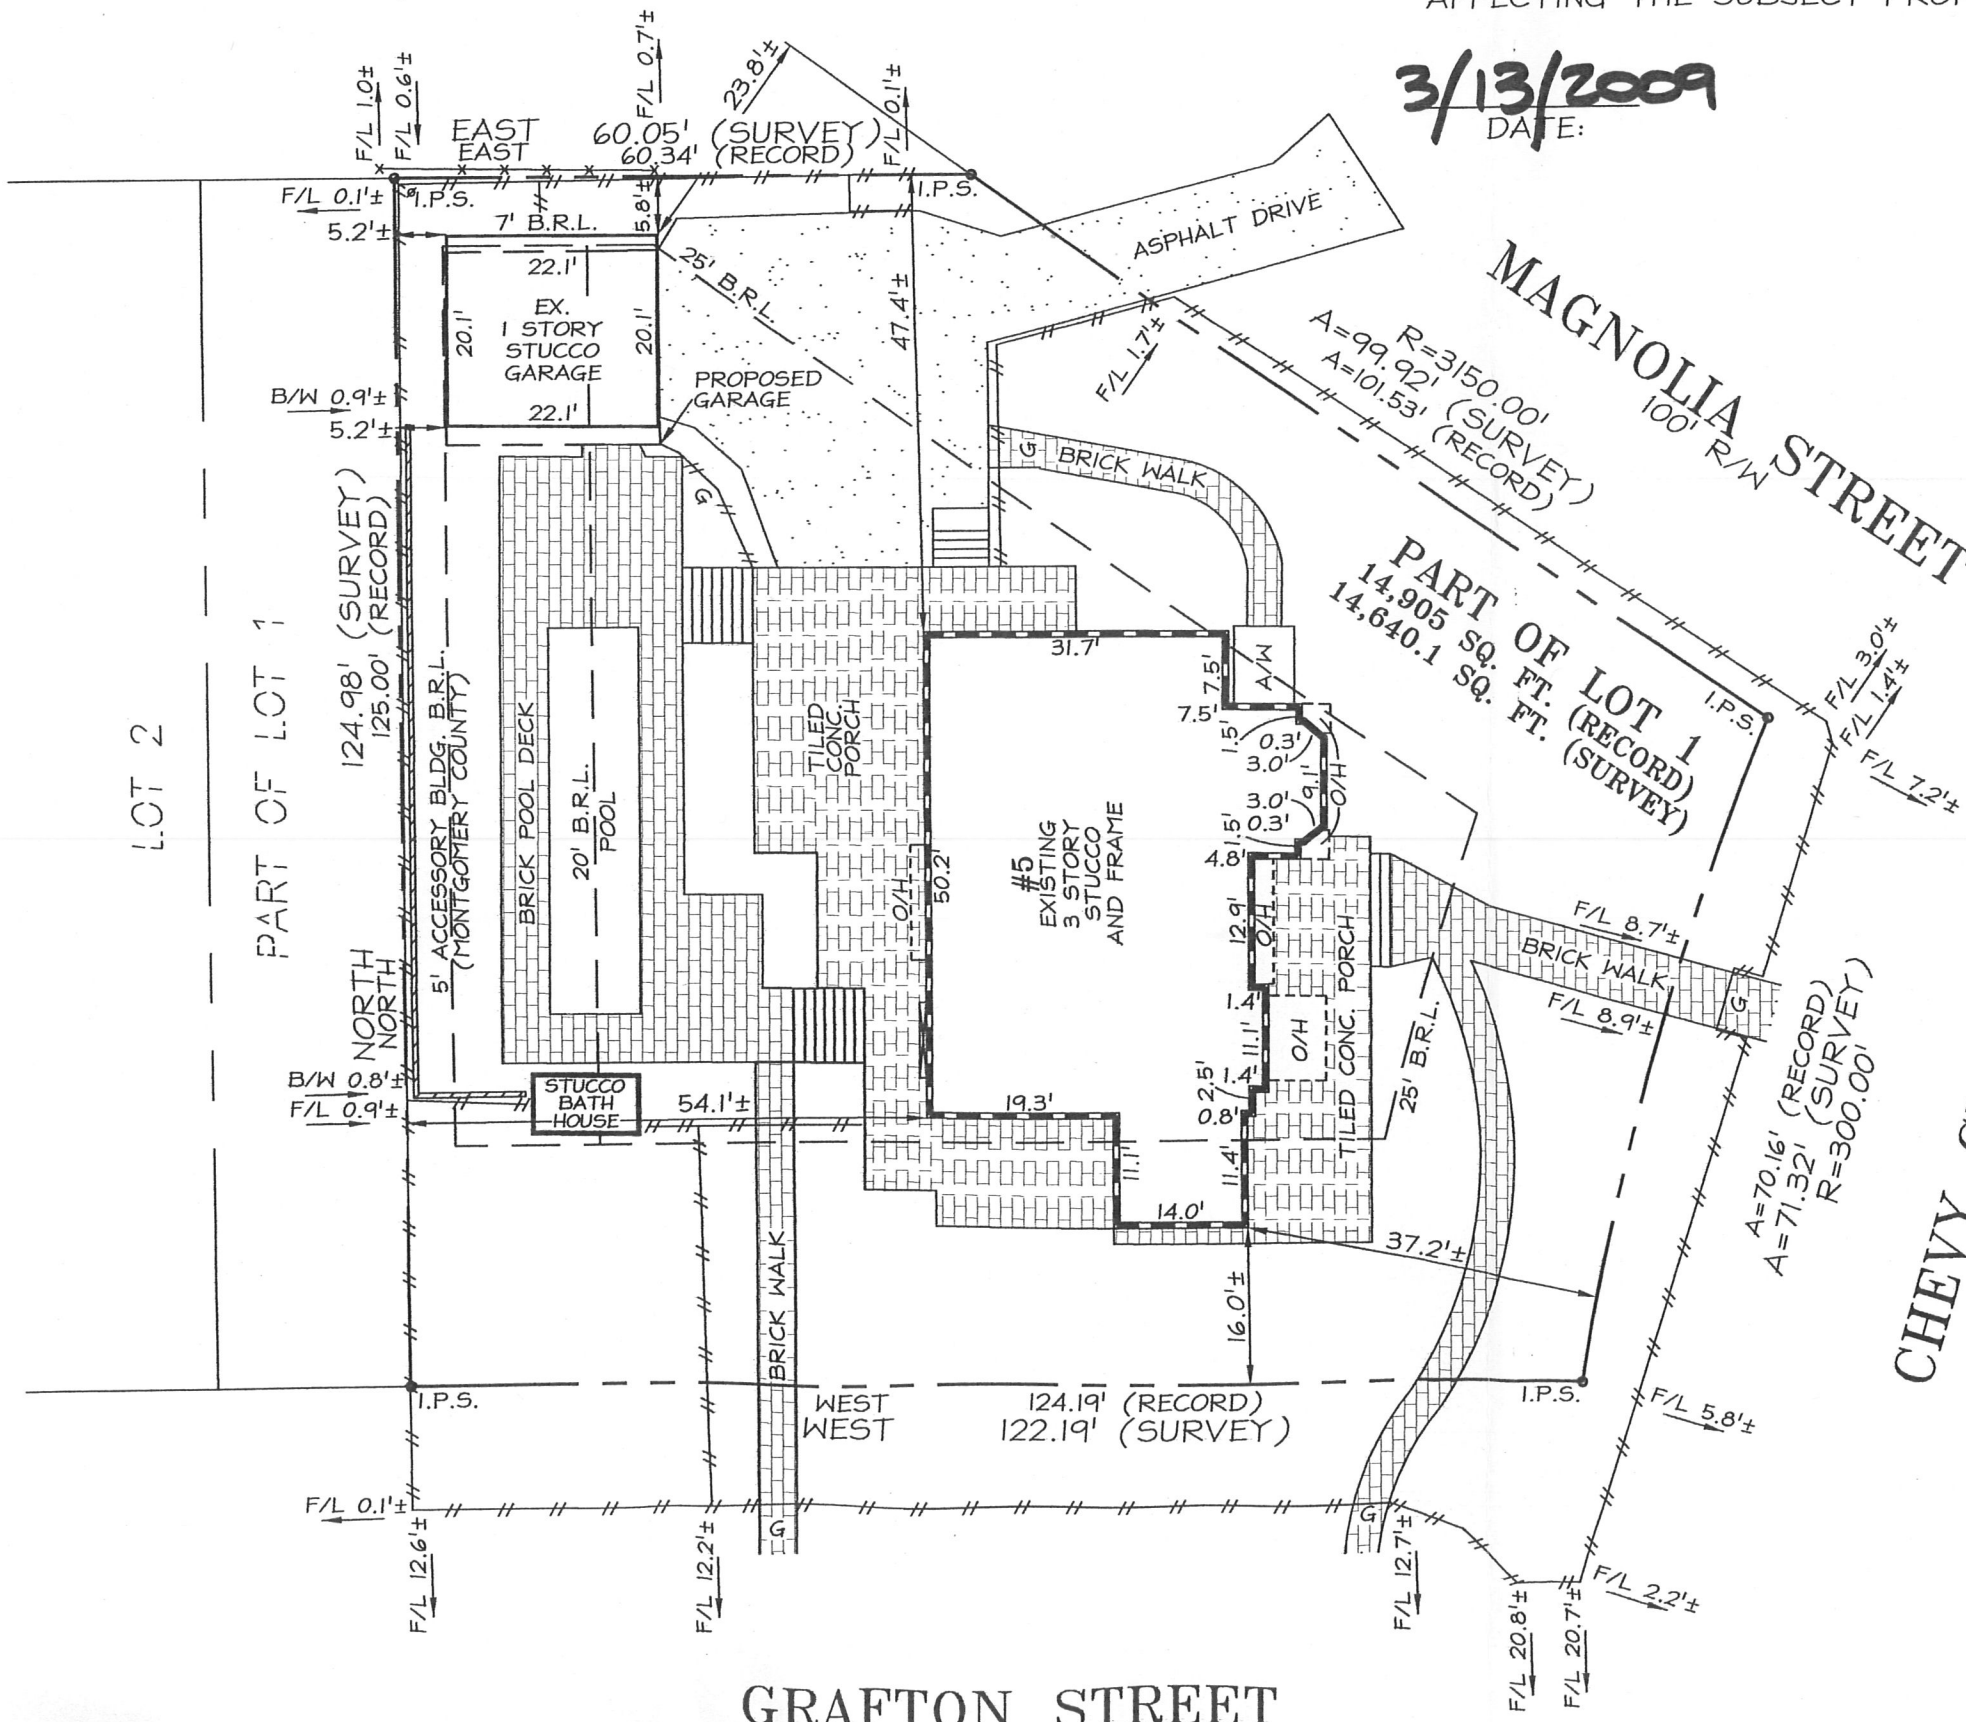 3/13/2009
DATE:
F/L 1.0±
F/L 0.6'±
F/L 0.7'±
23.8'±
F/L 0.1'±
EAST
EAST
60.05' (SURVEY)
60.34' (RECORD)
I.P.S.
I.P.S.
F/L 0.1'±
5.2'±
7' B.R.L.
5.8'±
22.1'
20.1'
EX.
1 STORY
STUCCO
GARAGE
20.1'
22.1'
25' B.R.L.
47.4'±
ASPHALT DRIVE
PROPOSED
GARAGE
B/W 0.9'±
5.2'±
F/L 1.7'±
R=3150.00'
A=99.92' (SURVEY)
A=101.53' (RECORD)
MAGNOLIA STREET
100' R/W
G
BRICK WALK
G
PART OF LOT 1
14,905 SQ. FT. (RECORD)
14,640.1 SQ. FT. (SURVEY)
I.P.S.
F/L 3.0'±
F/L 1.4'±
F/L 7.2'±
LOT 2
PART OF LOT 1
124.98' (SURVEY)
125.00' (RECORD)
NORTH
NORTH
5' ACCESSORY BLDG. B.R.L.
(MONTGOMERY COUNTY)
BRICK POOL DECK
20' B.R.L.
POOL
TILED
CONC.
PORCH
O/H
50.2'
31.7'
7.5'
A/W
7.5'
1.5'
0.3'
3.0'
9.1'
O/H
3.0'
0.3'
1.5'
4.8'
#5
EXISTING
3 STORY
STUCCO
AND FRAME
12.9'
O/H
1.4'
11.1'
O/H
1.4'
2.5'
0.8'
11.4'
TILED CONC. PORCH
25' B.R.L.
F/L 8.7'±
BRICK WALK
F/L 8.9'±
G
A=70.16' (RECORD)
A=71.32' (SURVEY)
R=300.00'
CHEVY
B/W 0.8'±
F/L 0.9'±
STUCCO
BATH
HOUSE
54.1'±
19.3'
11.1'
14.0'
37.2'±
16.0'±
BRICK WALK
I.P.S.
WEST
WEST
124.19' (RECORD)
122.19' (SURVEY)
I.P.S.
F/L 5.8'±
F/L 0.1'±
G
G
F/L 12.6'±
F/L 12.2'±
F/L 12.7'±
F/L 20.8'±
F/L 20.7'±
F/L 2.2'±
GRAFTON STREET